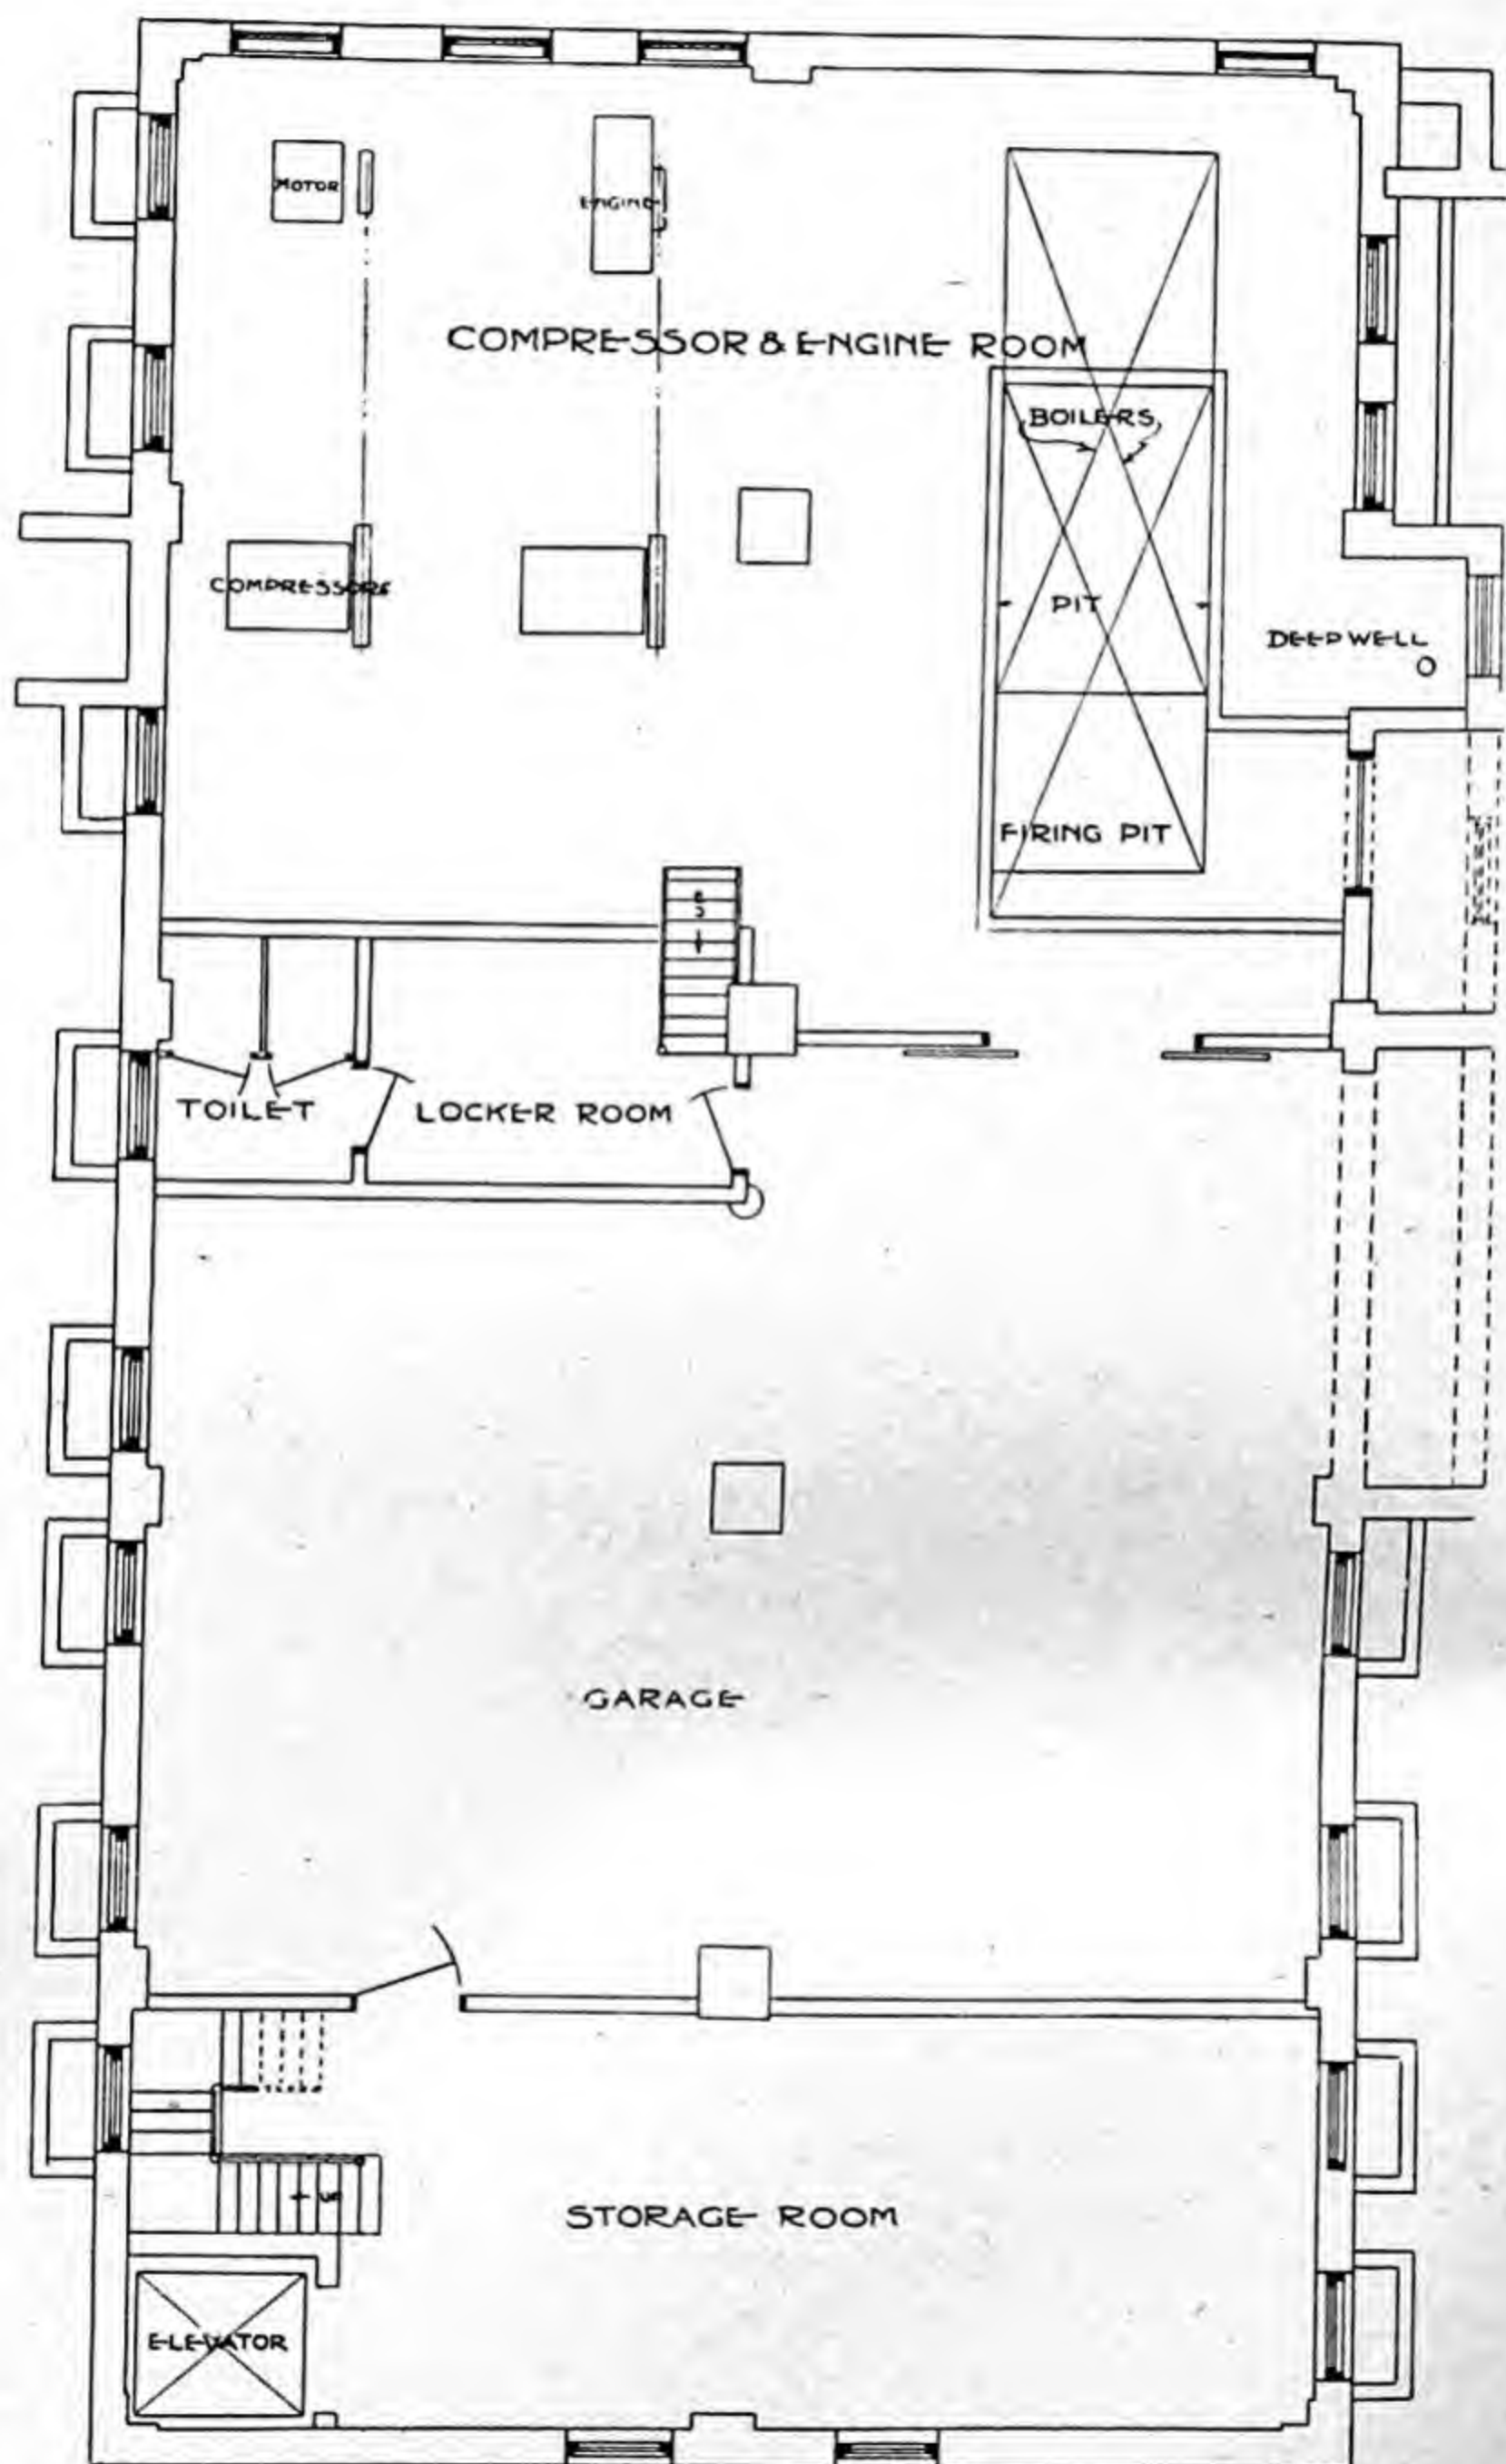 MOTOR
ENGINE
COMPRESSOR & ENGINE ROOM
BOILERS
COMPRESSORS
PIT
DEEP WELL
FIRING PIT
TOILET
LOCKER ROOM
GARAGE
UP
STORAGE ROOM
ELEVATOR